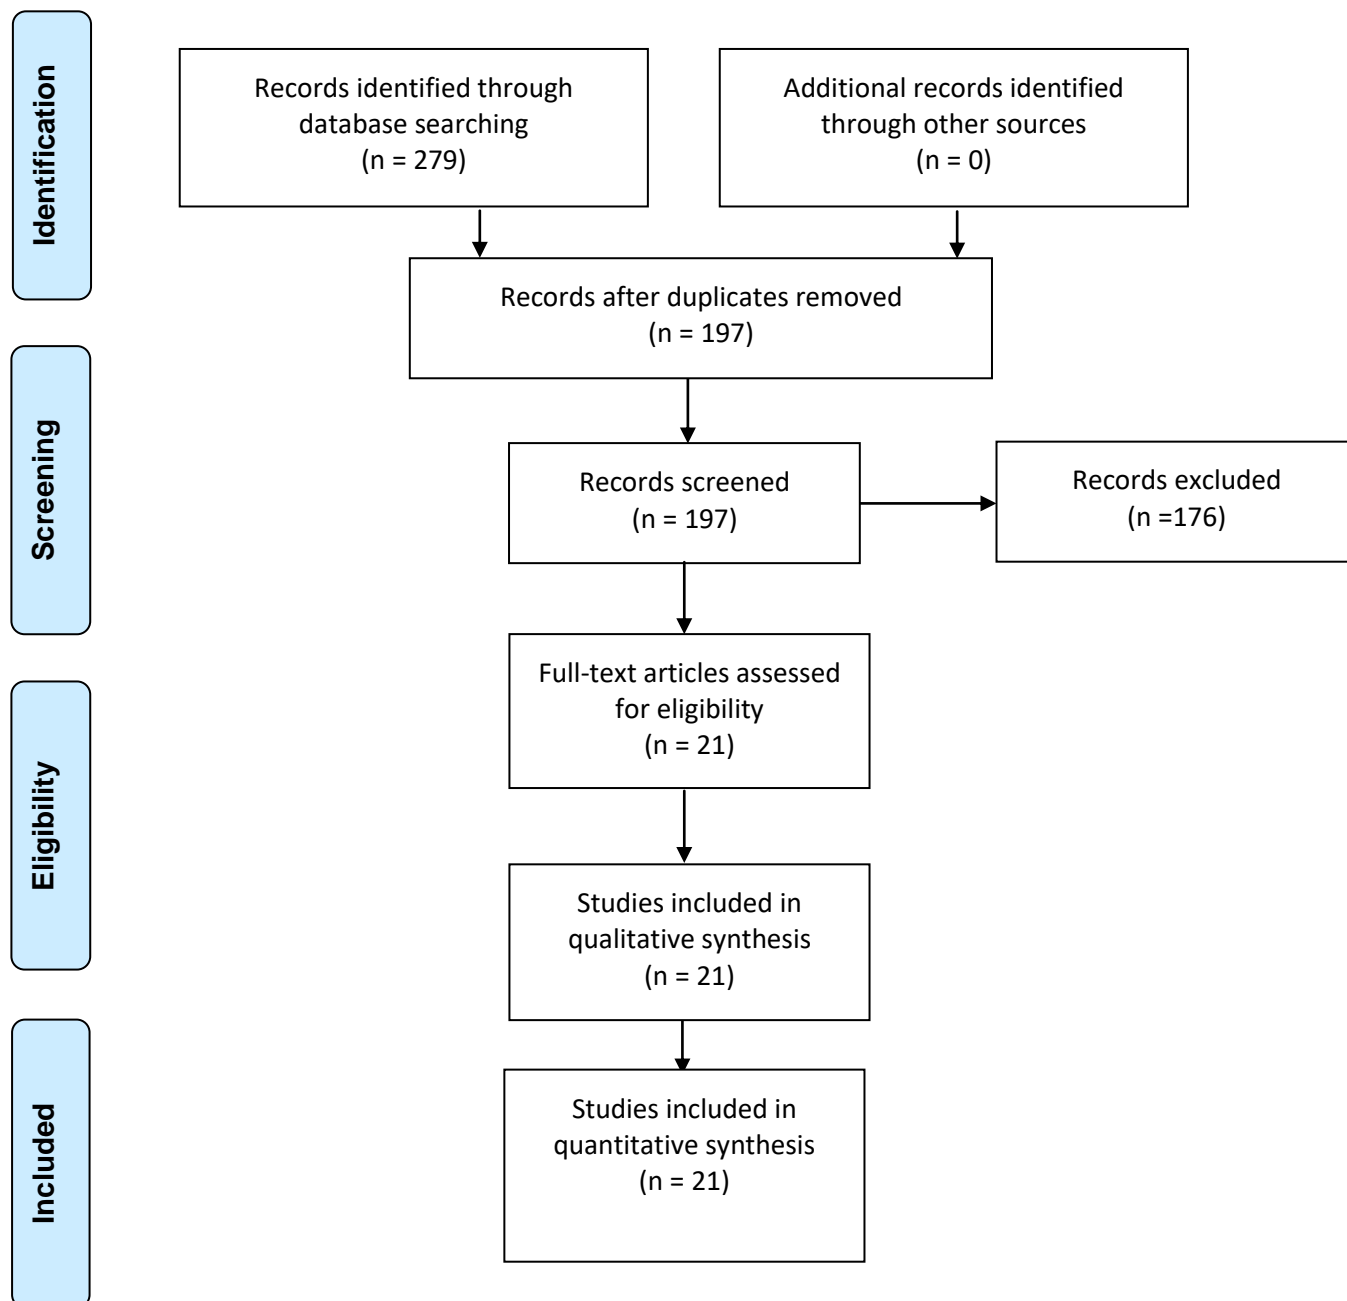 Identification
Records identified through
database searching
(n = 279)
Additional records identified
through other sources
(n = 0)
Records after duplicates removed
(n = 197)
Screening
Records screened
(n = 197)
Records excluded
(n =176)
Eligibility
Full-text articles assessed
for eligibility
(n = 21)
Studies included in
qualitative synthesis
(n = 21)
Included
Studies included in
quantitative synthesis
(n = 21)